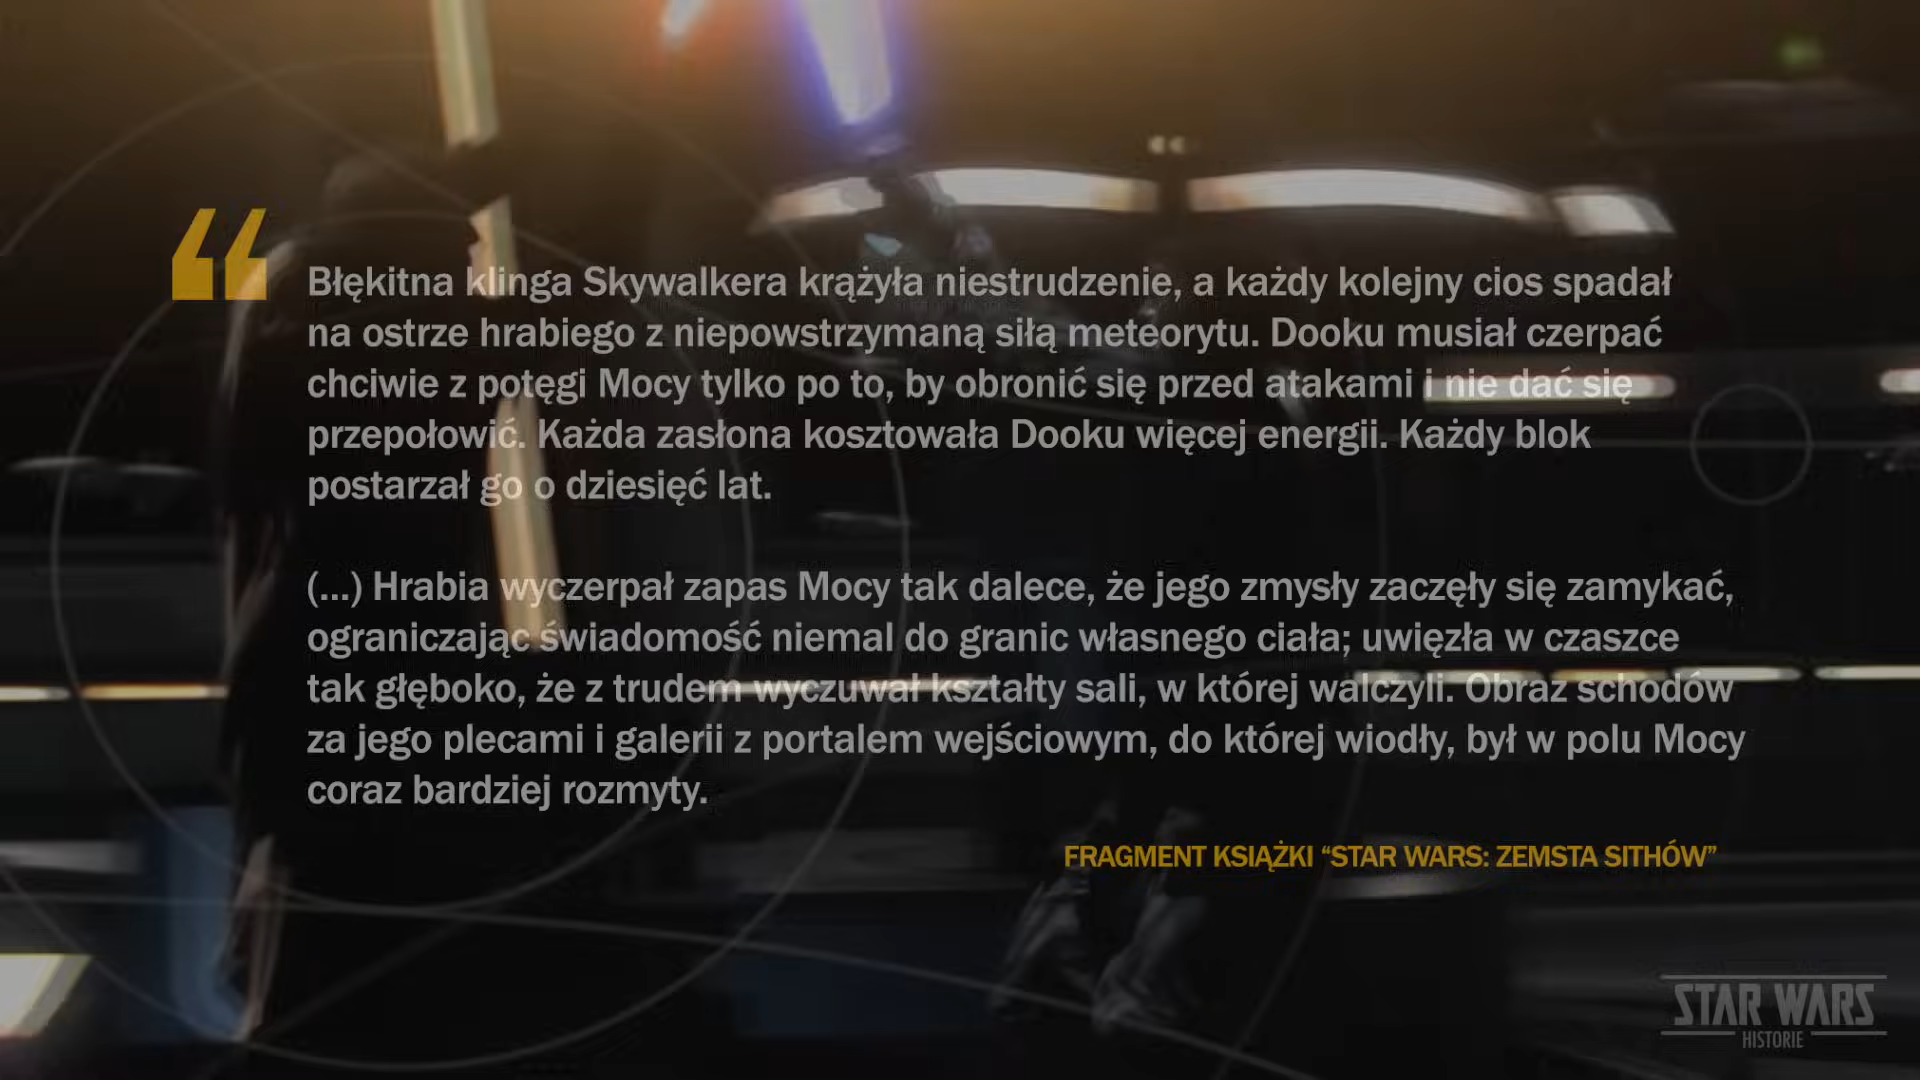 “
Błękitna klinga Skywalkera krążyła niestrudzenie, a każdy kolejny cios spadał
na ostrze hrabiego z niepowstrzymaną siłą meteorytu. Dooku musiał czerpać
chciwie z potęgi Mocy tylko po to, by obronić się przed atakami i nie dać się
przepołowić. Każda zasłona kosztowała Dooku więcej energii. Każdy blok
postarzał go o dziesięć lat.
(...) Hrabia wyczerpał zapas Mocy tak dalece, że jego zmysły zaczęły się zamykać,
ograniczając świadomość niemal do granic własnego ciała; uwięzła w czaszce
tak głęboko, że z trudem wyczuwał kształty sali, w której walczyli. Obraz schodów
za jego plecami i galerii z portalem wejściowym, do której wiodły, był w polu Mocy
coraz bardziej rozmyty.
FRAGMENT KSIĄŻKI “STAR WARS: ZEMSTA SITHÓW”
STAR WARS
HISTORIE